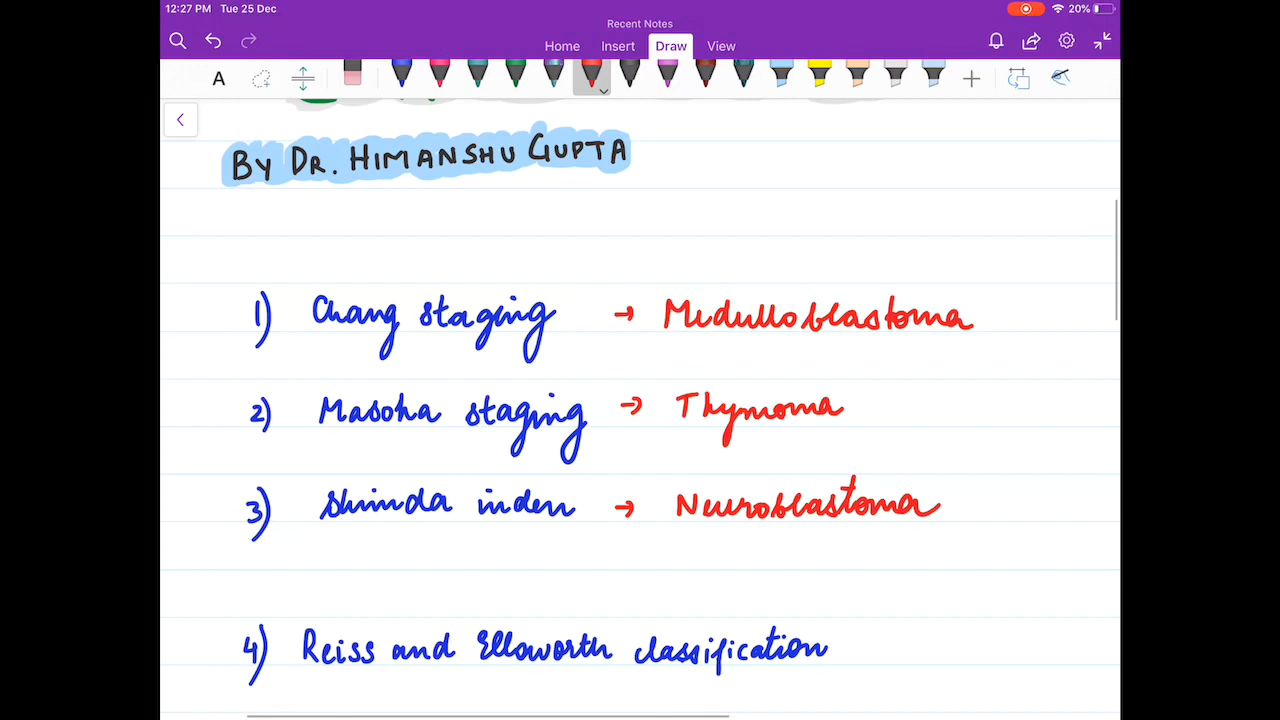 12:27 PM Tue 25 Dec
20%
Recent Notes
Home Insert Draw View
A
By DR. HIMANSHU GUPTA
1) Chang staging → Medulloblastoma
2) Masoka staging → Thymoma
3) Shimda index → Neuroblastoma
4) Reiss and Ellsworth classification